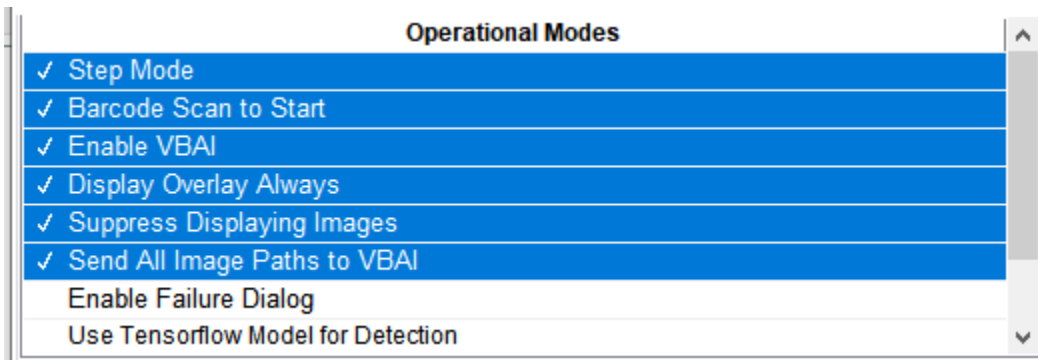 Operational Modes
✓ Step Mode
✓ Barcode Scan to Start
✓ Enable VBAI
✓ Display Overlay Always
✓ Suppress Displaying Images
✓ Send All Image Paths to VBAI
Enable Failure Dialog
Use Tensorflow Model for Detection